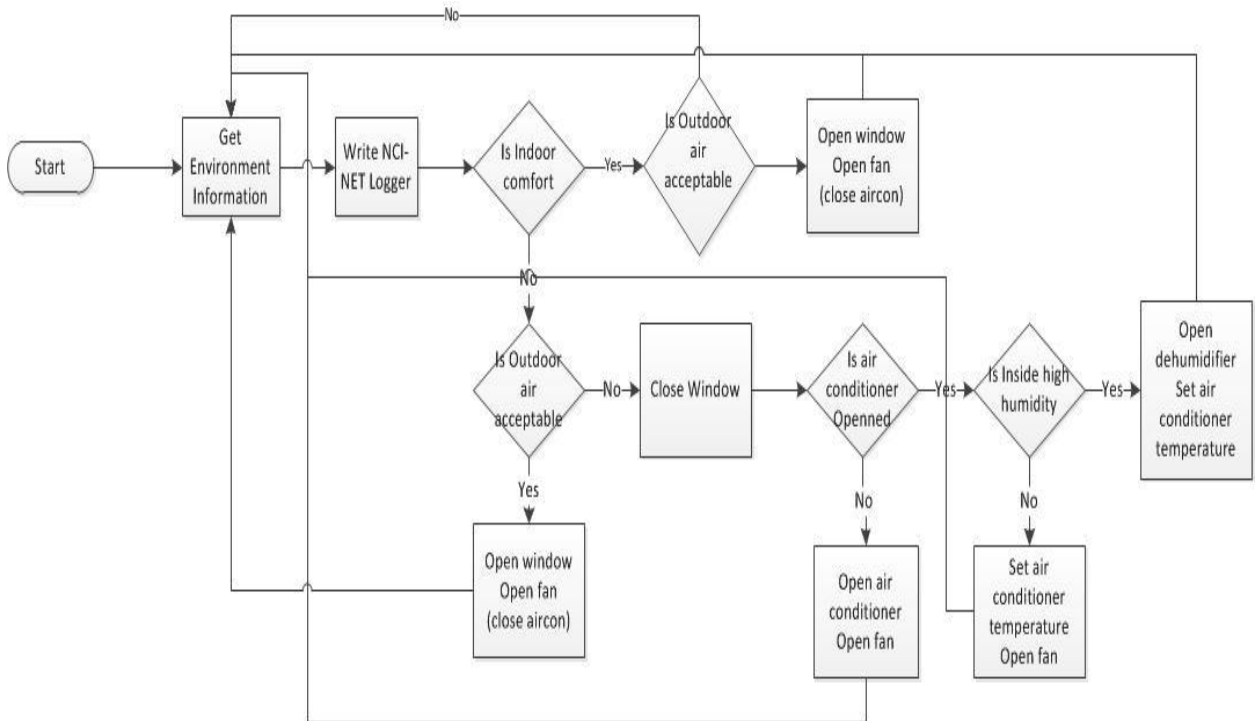 No
Start
Get
Environment
Information
Write NCI-
NET Logger
Is Indoor
comfort
Yes
Is Outdoor
air
acceptable
Open window
Open fan
(close aircon)
No
Is Outdoor
air
acceptable
No
Close Window
Is air
conditioner
Openned
Yes
Is Inside high
humidity
Yes
Open
dehumidifier
Set air
conditioner
temperature
Yes
No
No
Open window
Open fan
(close aircon)
Open air
conditioner
Open fan
Set air
conditioner
temperature
Open fan